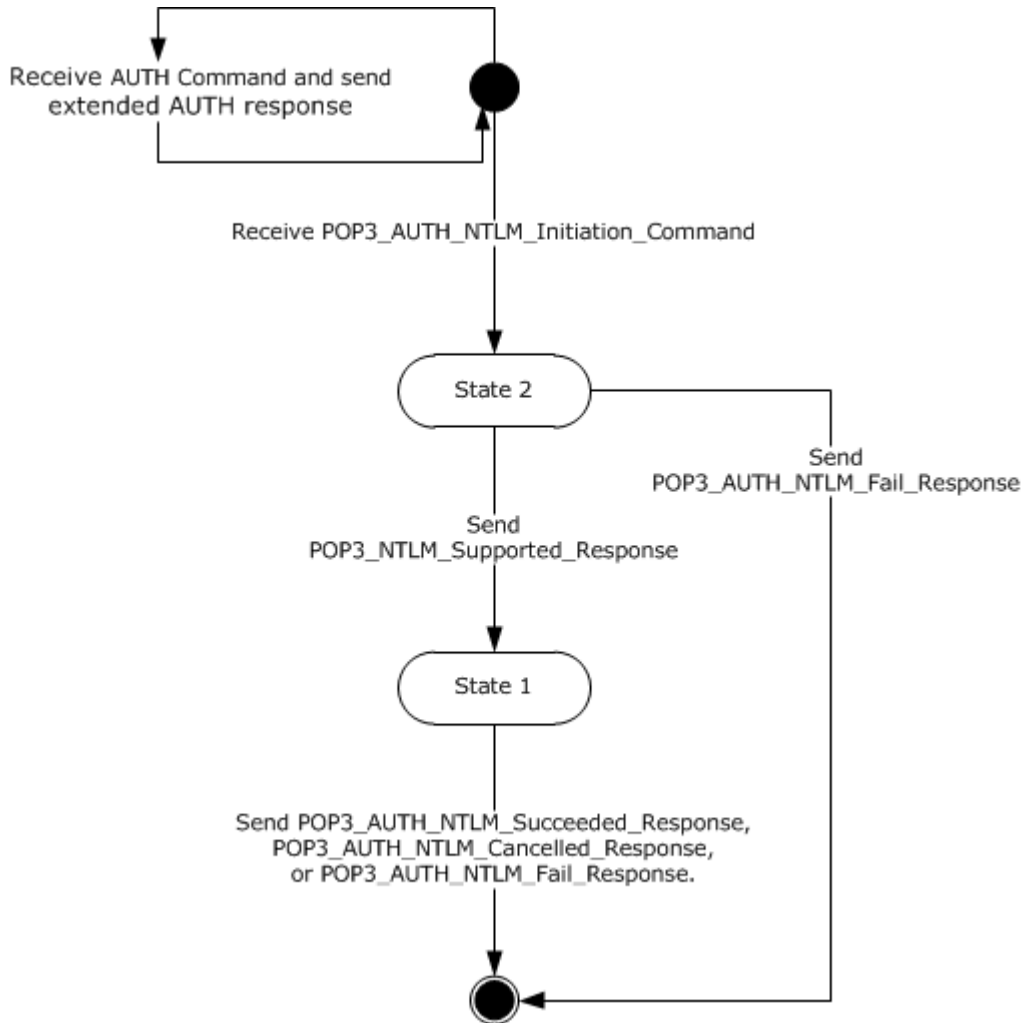 Receive AUTH Command and send
extended AUTH response
Receive POP3_AUTH_NTLM_Initiation_Command
State 2
Send
POP3_AUTH_NTLM_Fail_Response
Send
POP3_NTLM_Supported_Response
State 1
Send POP3_AUTH_NTLM_Succeeded_Response,
POP3_AUTH_NTLM_Cancelled_Response,
or POP3_AUTH_NTLM_Fail_Response.